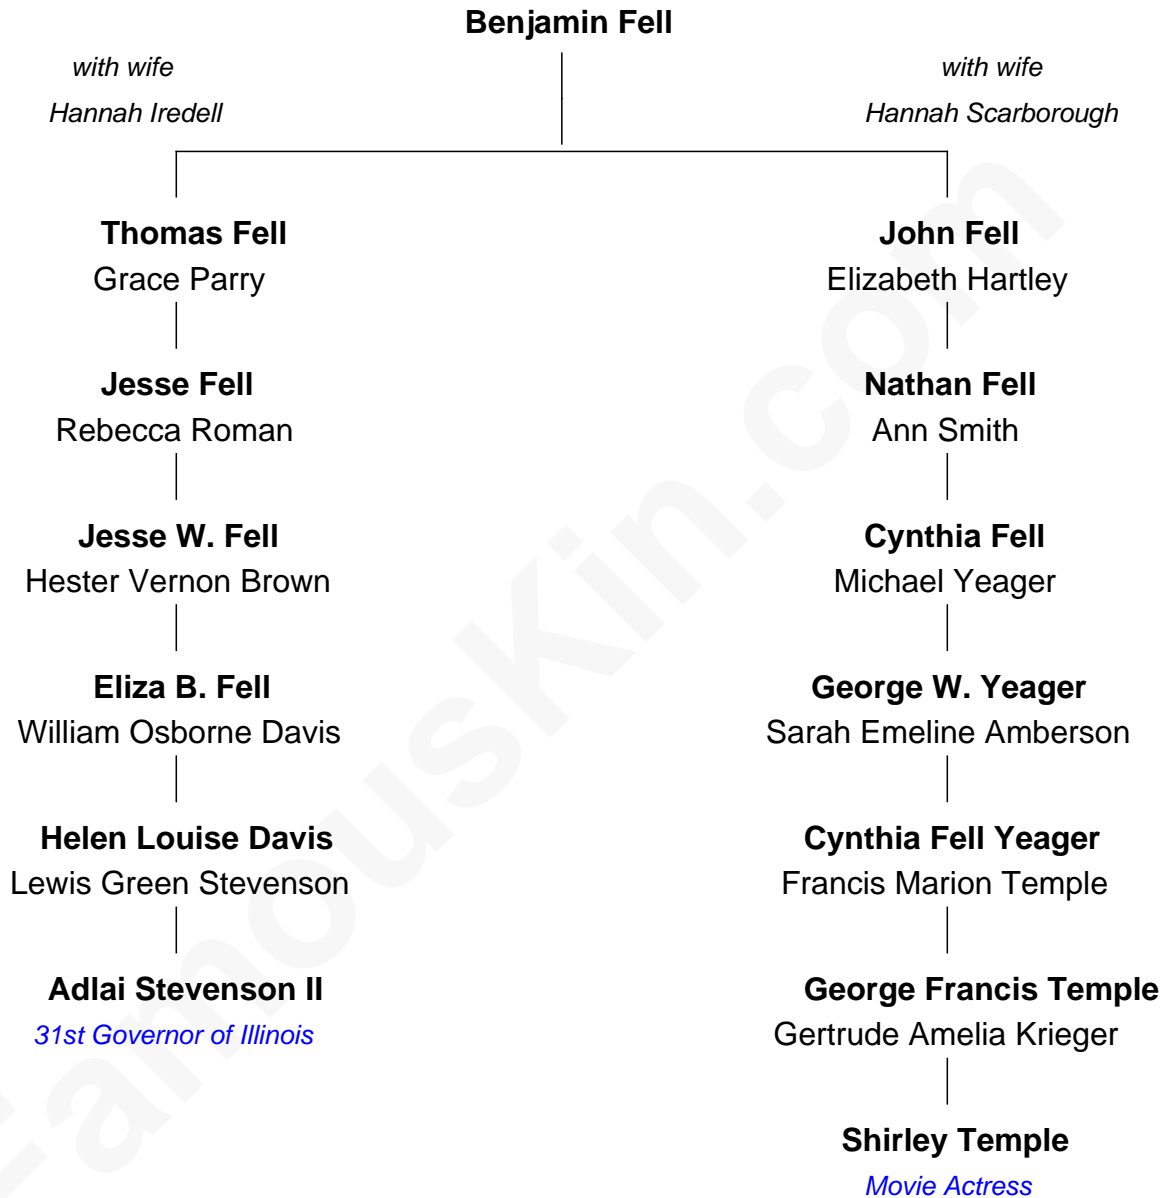 Benjamin Fell
with wife
Hannah Iredell
with wife
Hannah Scarborough
Thomas Fell
Grace Parry
John Fell
Elizabeth Hartley
Jesse Fell
Rebecca Roman
Nathan Fell
Ann Smith
Jesse W. Fell
Hester Vernon Brown
Cynthia Fell
Michael Yeager
Eliza B. Fell
William Osborne Davis
George W. Yeager
Sarah Emeline Amberson
Helen Louise Davis
Lewis Green Stevenson
Cynthia Fell Yeager
Francis Marion Temple
Adlai Stevenson II
31st Governor of Illinois
George Francis Temple
Gertrude Amelia Krieger
Shirley Temple
Movie Actress
FamousKin.com